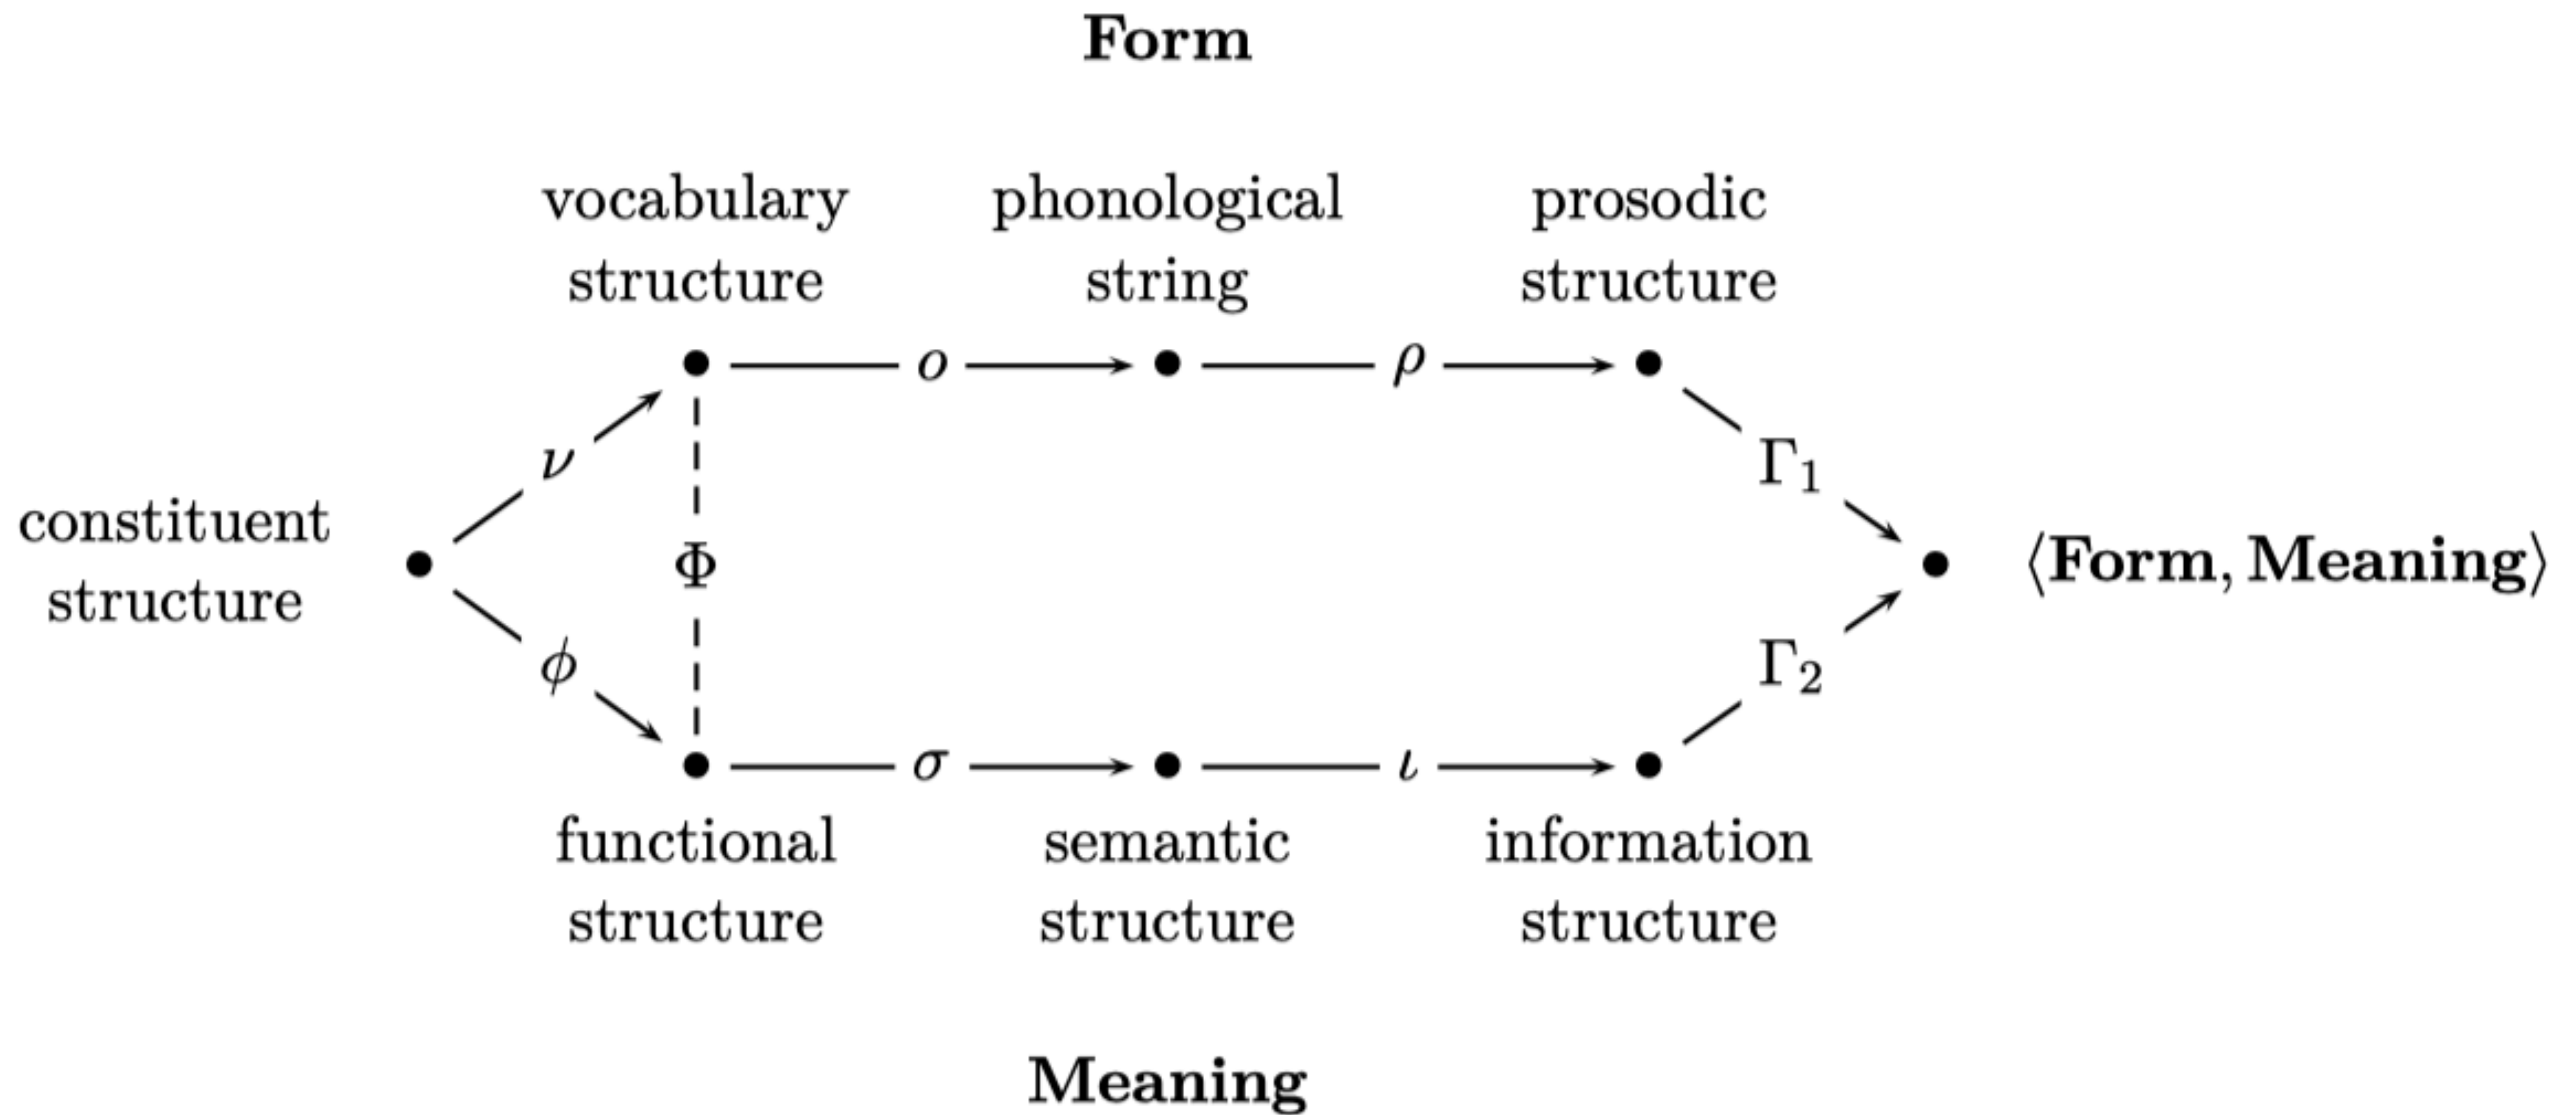 Form
vocabulary phonological prosodic
structure string structure
o ρ
ν Γ₁
constituent
structure
Φ
⟨Form, Meaning⟩
ϕ Γ₂
σ ι
functional semantic information
structure structure structure
Meaning